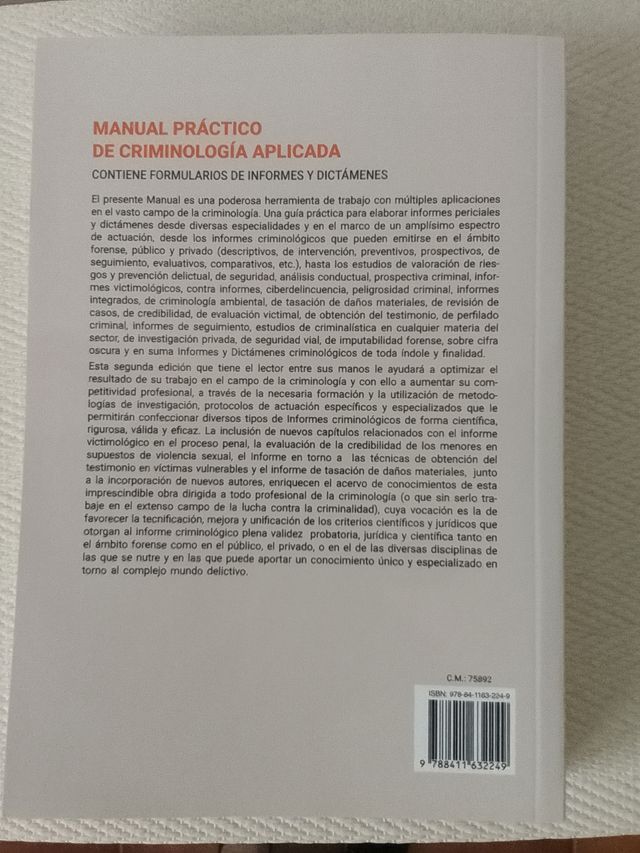 MANUAL PRÁCTICO
DE CRIMINOLOGÍA APLICADA
CONTIENE FORMULARIOS DE INFORMES Y DICTÁMENES
El presente Manual es una poderosa herramienta de trabajo con múltiples aplicaciones
en el vasto campo de la criminología. Una guía práctica para elaborar informes periciales
y dictámenes desde diversas especialidades y en el marco de un amplísimo espectro
de actuación, desde los informes criminológicos que pueden emitirse en el ámbito
forense, público y privado (descriptivos, de intervención, preventivos, prospectivos, de
seguimiento, evaluativos, comparativos, etc.), hasta los estudios de valoración de ries-
gos y prevención delictual, de seguridad, análisis conductual, prospectiva criminal, infor-
mes victimológicos, contra informes, ciberdelincuencia, peligrosidad criminal, informes
integrados, de criminología ambiental, de tasación de daños materiales, de revisión de
casos, de credibilidad, de evaluación victimal, de obtención del testimonio, de perfilado
criminal, informes de seguimiento, estudios de criminalística en cualquier materia del
sector, de investigación privada, de seguridad vial, de imputabilidad forense, sobre cifra
oscura y en suma informes y Dictámenes criminológicos de toda índole y finalidad.
Esta segunda edición que tiene el lector entre sus manos le ayudará a optimizar el
resultado de su trabajo en el campo de la criminología y con ello a aumentar su com-
petitividad profesional, a través de la necesaria formación y la utilización de metodo-
logías de investigación, protocolos de actuación específicos y especializados que le
permitirán confeccionar diversos tipos de Informes criminológicos de forma científica,
rigurosa, válida y eficaz. La inclusión de nuevos capítulos relacionados con el informe
victimológico en el proceso penal, la evaluación de la credibilidad de los menores en
supuestos de violencia sexual, el Informe en torno a las técnicas de obtención del
testimonio en víctimas vulnerables y el informe de tasación de daños materiales, junto
a la incorporación de nuevos autores, enriquecen el acervo de conocimientos de esta
imprescindible obra dirigida a todo profesional de la criminología (o que sin serlo tra-
baje en el extenso campo de la lucha contra la criminalidad), cuya vocación es la de
favorecer la tecnificación, mejora y unificación de los criterios científicos y jurídicos que
otorgan al informe criminológico plena validez probatoria, jurídica y científica tanto en
el ámbito forense como en el público, el privado, o en el de las diversas disciplinas de
las que se nutre y en las que puede aportar un conocimiento único y especializado en
torno al complejo mundo delictivo.
C.M.: 75892
ISBN: 978-84-1163-224-9
9 788411 632249